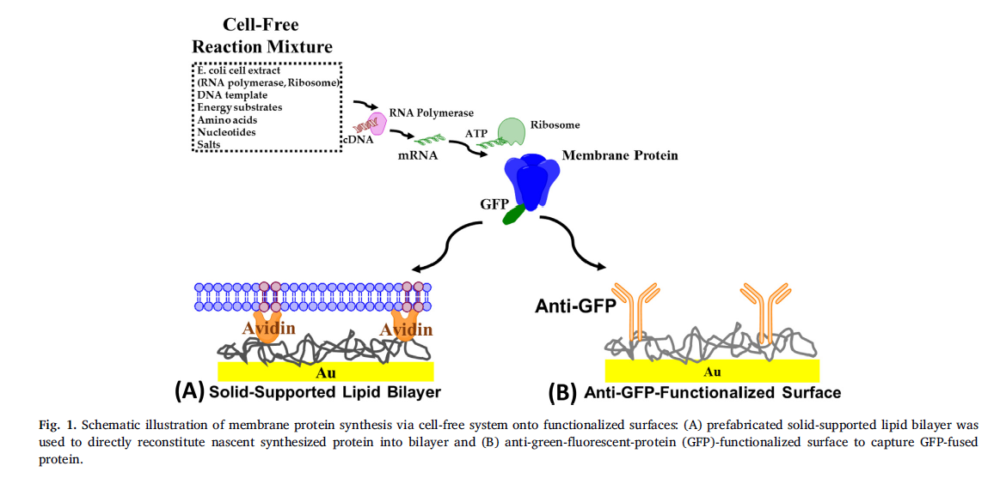 Cell-Free
Reaction Mixture
E. coli cell extract
(RNA polymerase, Ribosome)
DNA template
Energy substrates
Amino acids
Nucleotides
Salts
RNA Polymerase
cDNA
mRNA
ATP
Ribosome
Membrane Protein
GFP
Avidin
Avidin
Au
(A) Solid-Supported Lipid Bilayer
Anti-GFP
Au
(B) Anti-GFP-Functionalized Surface
Fig. 1. Schematic illustration of membrane protein synthesis via cell-free system onto functionalized surfaces: (A) prefabricated solid-supported lipid bilayer was
used to directly reconstitute nascent synthesized protein into bilayer and (B) anti-green-fluorescent-protein (GFP)-functionalized surface to capture GFP-fused
protein.